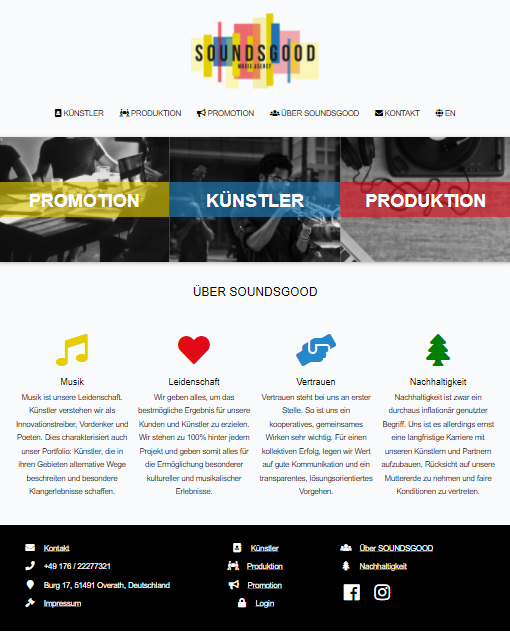 SOUNDSGOOD
MUSIC AGENCY
KÜNSTLER PRODUKTION PROMOTION ÜBER SOUNDSGOOD KONTAKT EN
PROMOTION KÜNSTLER PRODUKTION
ÜBER SOUNDSGOOD
Musik
Musik ist unsere Leidenschaft.
Künstler verstehen wir als
Innovationstreiber, Vordenker und
Poeten. Dies charakterisiert auch
unser Portfolio: Künstler, die in
ihren Gebieten alternative Wege
beschreiten und besondere
Klangerlebnisse schaffen.
Leidenschaft
Wir geben alles, um das
bestmögliche Ergebnis für unsere
Kunden und Künstler zu erzielen.
Wir stehen zu 100% hinter jedem
Projekt und geben somit alles für
die Ermöglichung besonderer
kultureller und musikalischer
Erlebnisse.
Vertrauen
Vertrauen steht bei uns an erster
Stelle. So ist uns ein
kooperatives, gemeinsames
Wirken sehr wichtig. Für einen
kollektiven Erfolg, legen wir Wert
auf gute Kommunikation und ein
transparentes, lösungsorientiertes
Vorgehen.
Nachhaltigkeit
Nachhaltigkeit ist zwar ein
durchaus inflationär genutzter
Begriff. Uns ist es allerdings ernst
eine langfristige Karriere mit
unseren Künstlern und Partnern
aufzubauen, Rücksicht auf unsere
Muttererde zu nehmen und faire
Konditionen zu vertreten.
Kontakt
+49 176 / 22277321
Burg 17, 51491 Overath, Deutschland
Impressum
Künstler
Produktion
Promotion
Login
Über SOUNDSGOOD
Nachhaltigkeit